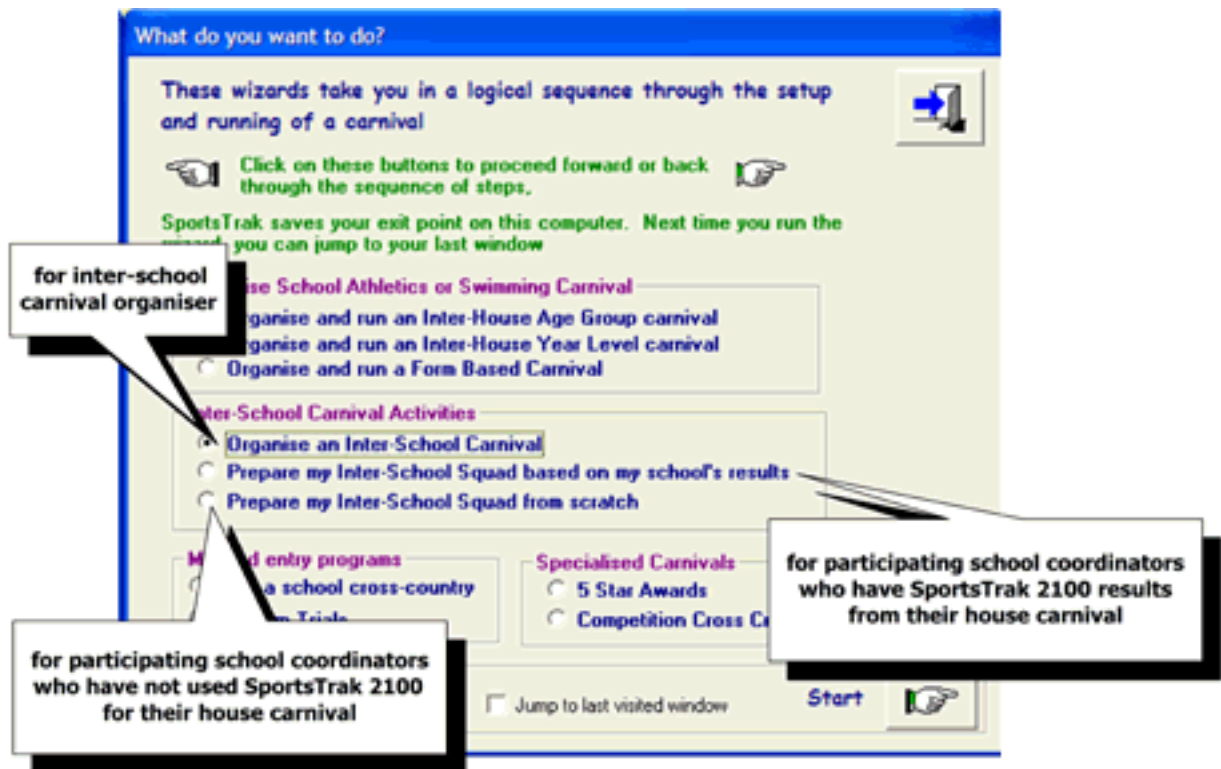 What do you want to do?
These wizards take you in a logical sequence through the setup
and running of a carnival
Click on these buttons to proceed forward or back
through the sequence of steps.
SportsTrak saves your exit point on this computer. Next time you run the
you can jump to your last window
for inter-school
carnival organiser
School Athletics or Swimming Carnival
rganise and run an Inter-House Age Group carnival
rganise and run an Inter-House Year Level carnival
Organise and run a Form Based Carnival
ter-School Carnival Activities
Organise an Inter-School Carnival
Prepare my Inter-School Squad based on my school's results
Prepare my Inter-School Squad from scratch
for participating school coordinators
who have SportsTrak 2100 results
from their house carnival
entry programs
a school cross-country
Trials
Specialised Carnivals
5 Star Awards
Competition Cross C
for participating school coordinators
who have not used SportsTrak 2100
for their house carnival
Jump to last visited window
Start